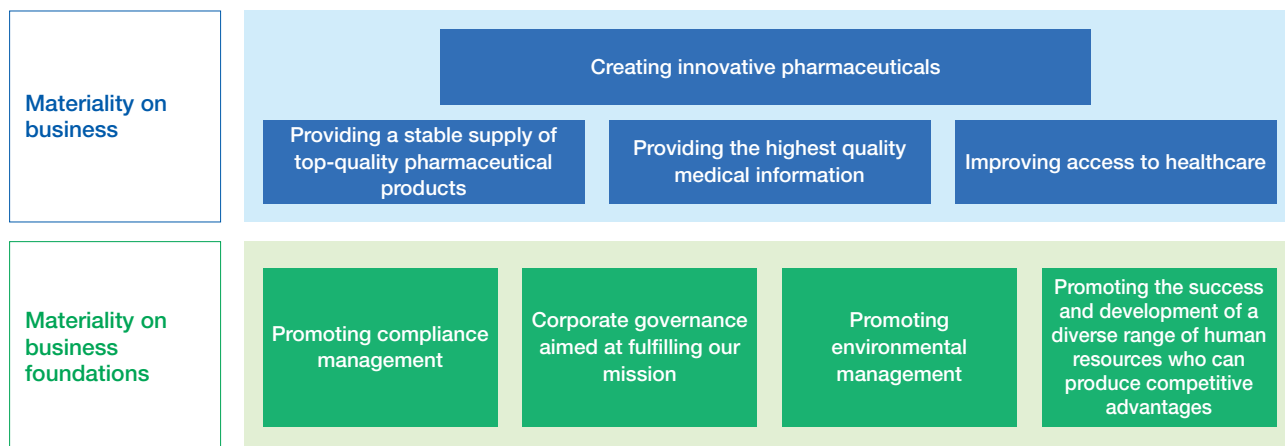 Materiality on
business
Creating innovative pharmaceuticals
Providing a stable supply of
top-quality pharmaceutical
products
Providing the highest quality
medical information
Improving access to healthcare
Materiality on
business
foundations
Promoting compliance
management
Corporate governance
aimed at fulfilling our
mission
Promoting
environmental
management
Promoting the success
and development of a
diverse range of human
resources who can
produce competitive
advantages